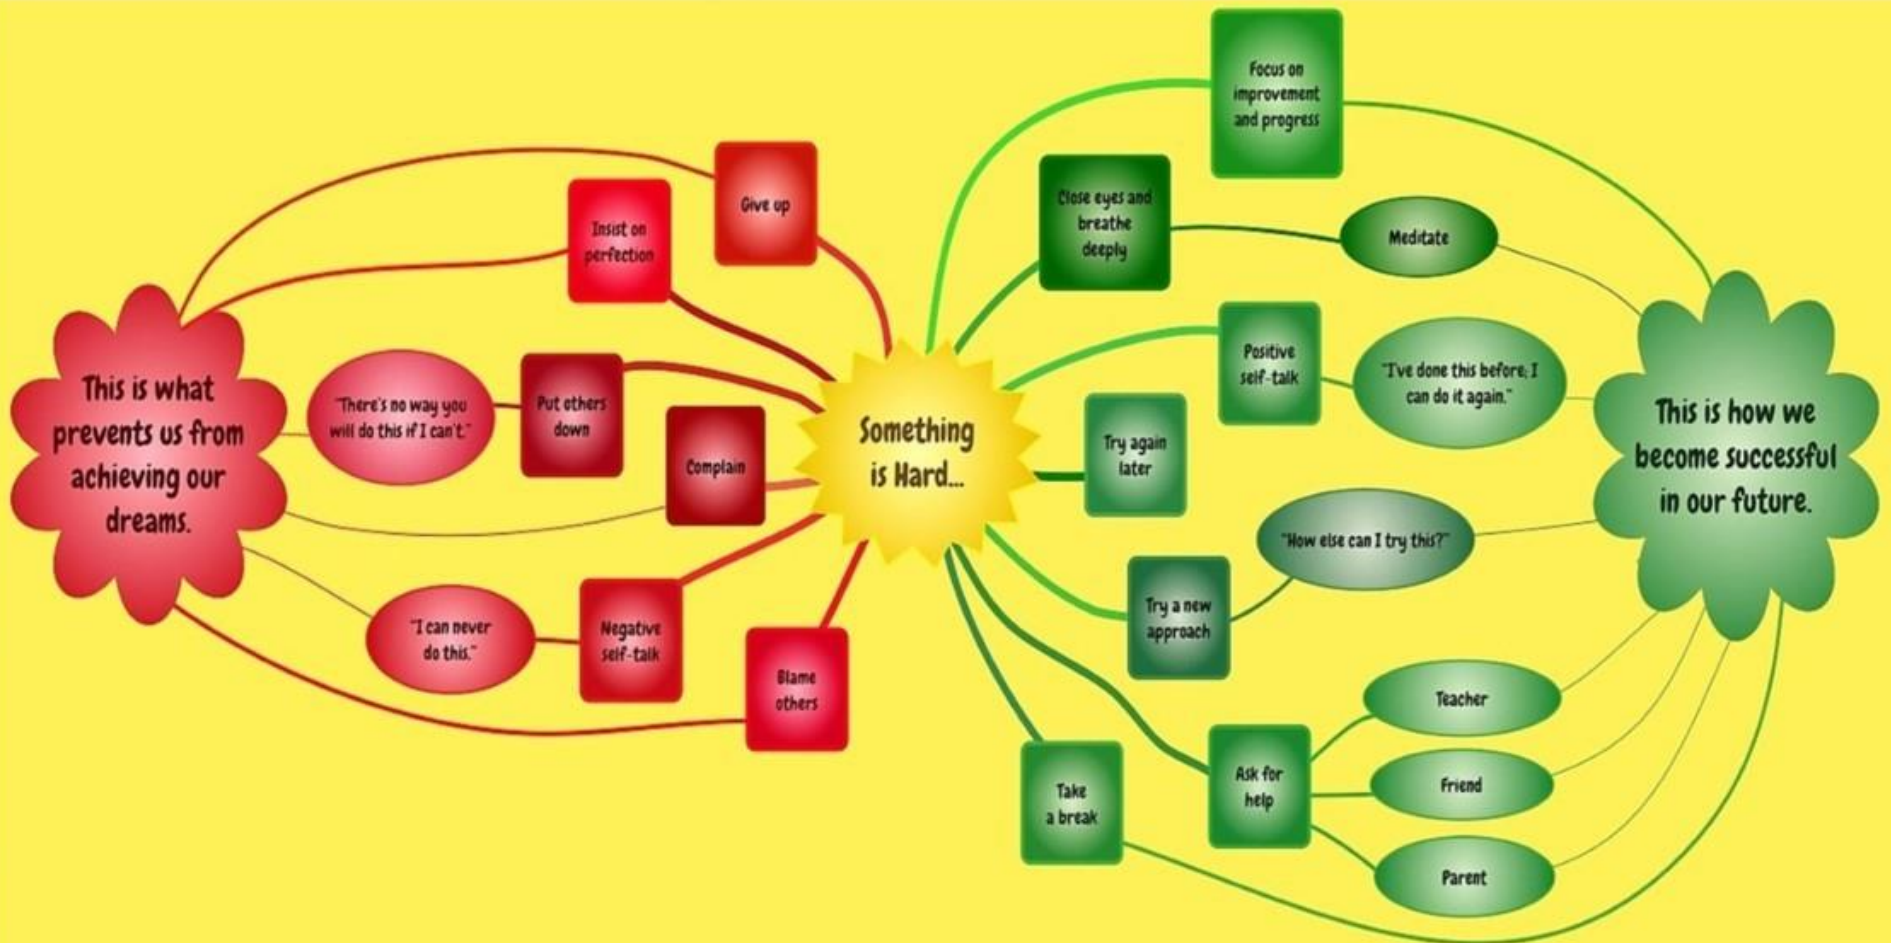 This is what
prevents us from
achieving our
dreams.
Give up
Insist on
perfection
"There's no way you
will do this if I can't."
Put others
down
Complain
"I can never
do this."
Negative
self-talk
Blame
others
Something
is Hard...
Focus on
improvement
and progress
Close eyes and
breathe
deeply
Meditate
Positive
self-talk
"I've done this before; I
can do it again."
Try again
later
"How else can I try this?"
Try a new
approach
Take
a break
Ask for
help
Teacher
Friend
Parent
This is how we
become successful
in our future.